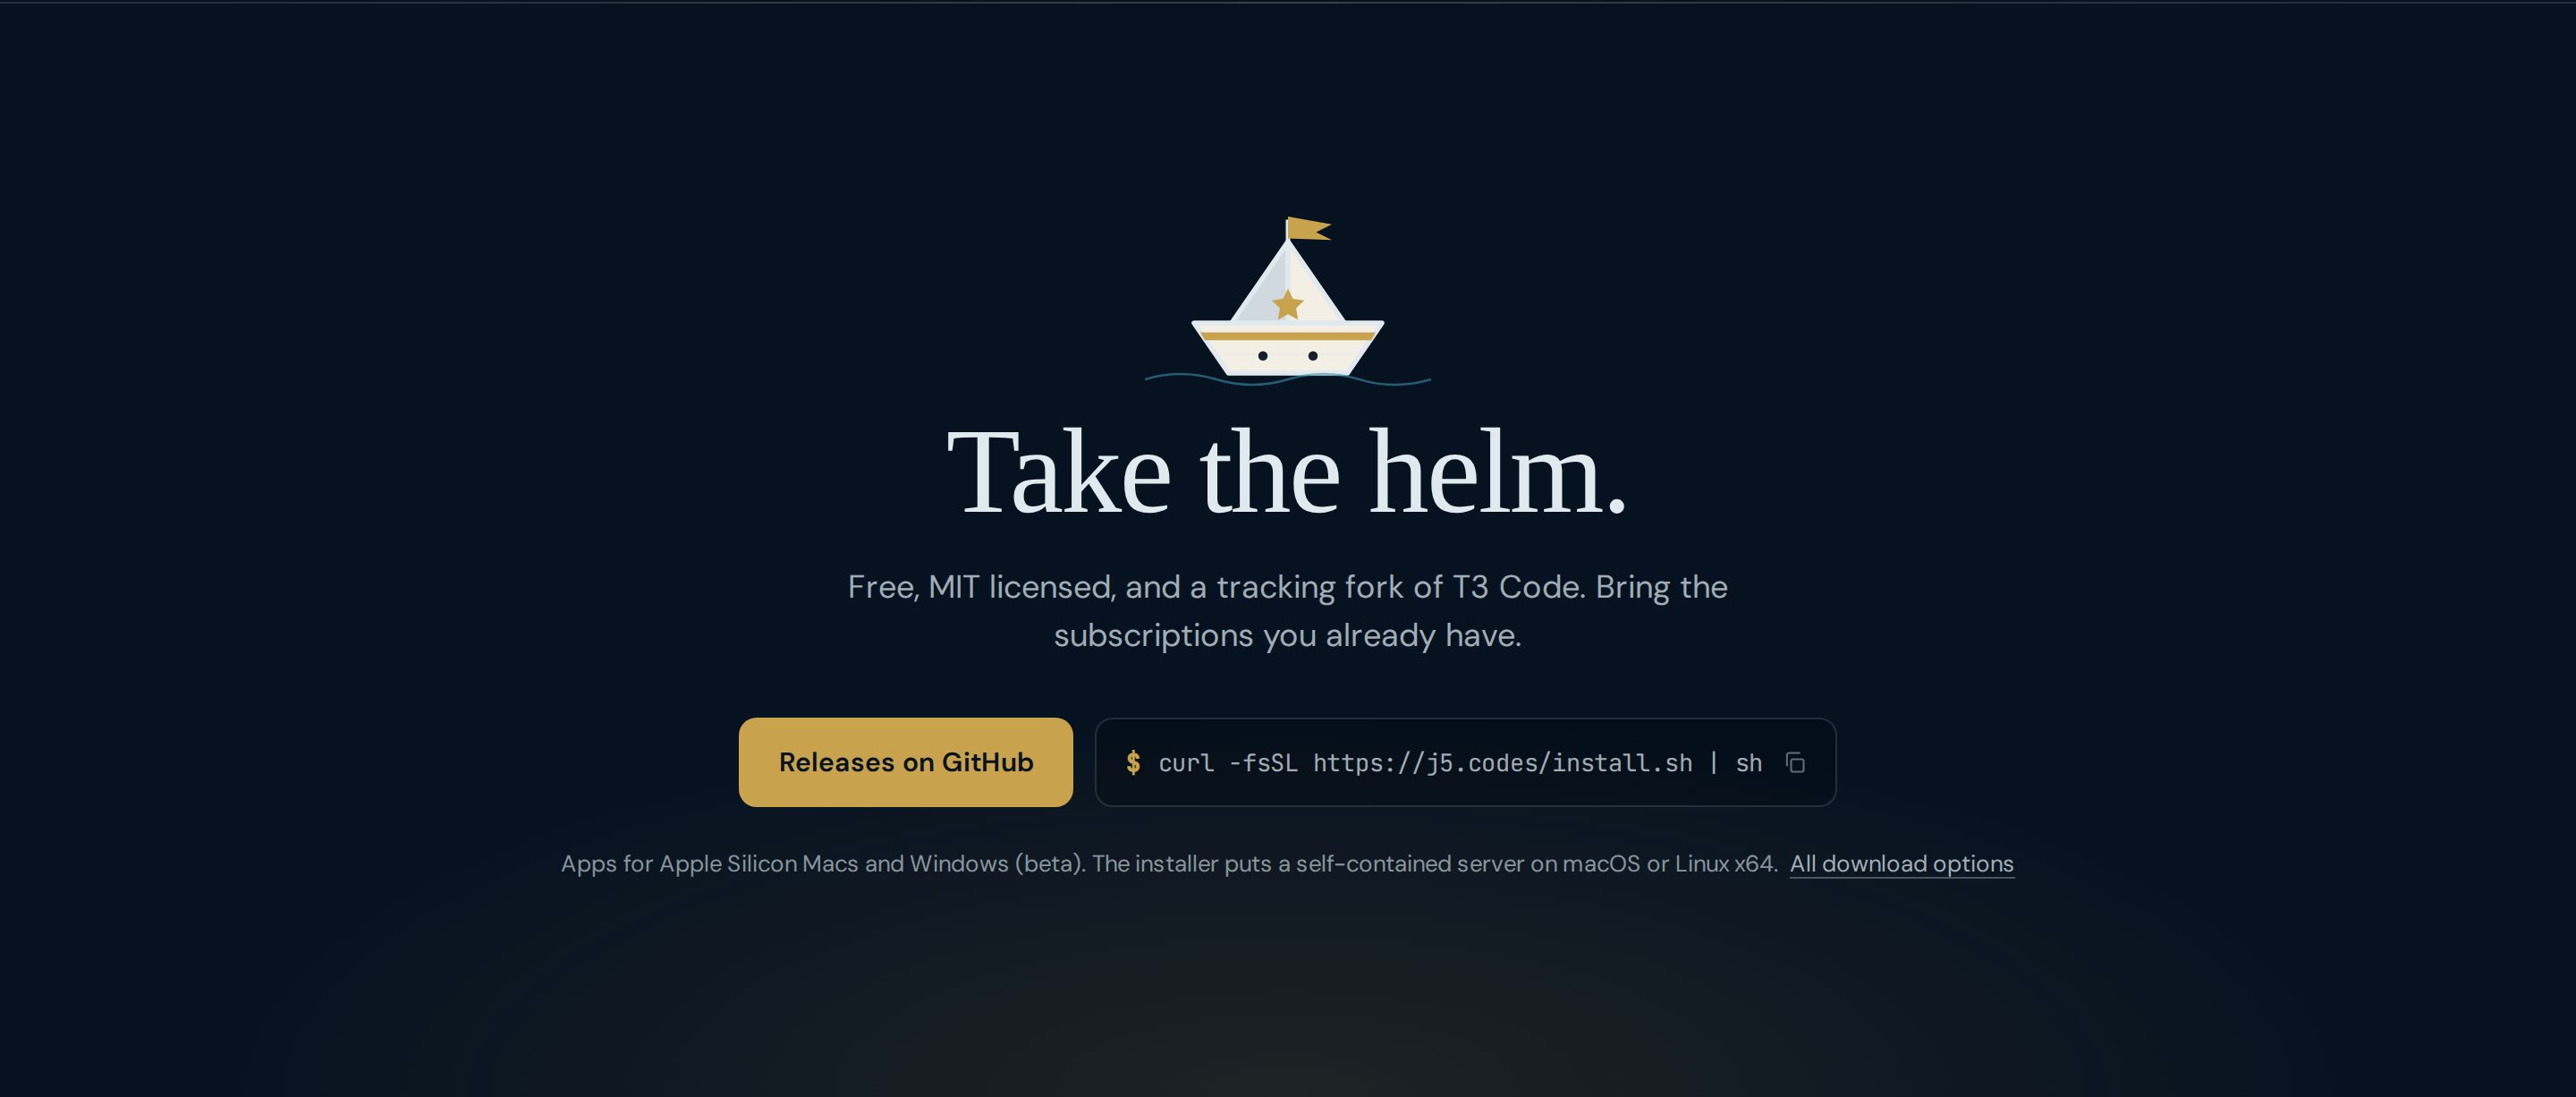 Take the helm.
Free, MIT licensed, and a tracking fork of T3 Code. Bring the
subscriptions you already have.
Releases on GitHub
$ curl -fsSL https://j5.codes/install.sh | sh
Apps for Apple Silicon Macs and Windows (beta). The installer puts a self-contained server on macOS or Linux x64. All download options